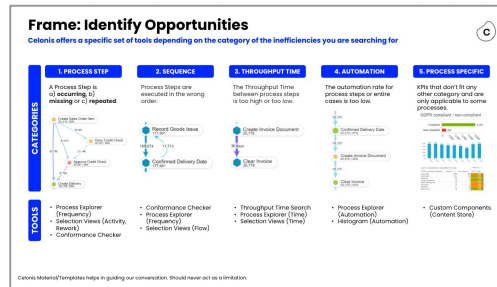 Frame: Identify Opportunities
Celonis offers a specific set of tools depending on the category of the inefficiencies you are searching for
C
CATEGORIES
1. PROCESS STEP
A Process Step is
a) occurring, b)
missing or c) repeated.
Create Sales Order Item
Create Delivery
2. SEQUENCE
Process Steps are
executed in the wrong
order.
Record Goods Issue
177,691
165,074
11,713
Confirmed Delivery Date
177,691
3. THROUGHPUT TIME
The Throughput Time
between process steps
is too high or too low.
Create Invoice Document
Clear Invoice
4. AUTOMATION
The automation rate for
process steps or entire
cases is too low.
Confirmed Delivery Date
Create Invoice Document
Clear Invoice
5. PROCESS SPECIFIC
KPIs that don't fit any
other category and are
only applicable to some
processes.
GDPR compliant / non-compliant
TOOLS
• Process Explorer
(Frequency)
• Selection Views (Activity,
Rework)
• Conformance Checker
• Conformance Checker
• Process Explorer
(Frequency)
• Selection Views (Flow)
• Throughput Time Search
• Process Explorer (Time)
• Selection Views (Time)
• Process Explorer
(Automation)
• Histogram (Automation)
• Custom Components
(Content Store)
Celonis Material/Templates helps in guiding our conversation. Should never act as a limitation.